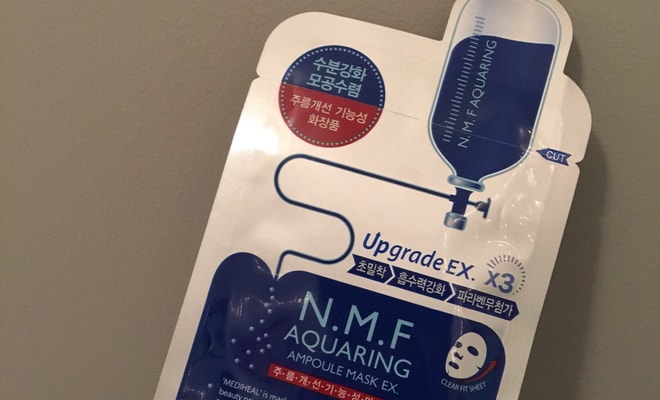 수분강화
모공수렴
주름개선 기능성
화장품
N.M.F AQUARING
CUT
Upgrade EX. X3
초밀착 흡수력강화 파라벤무첨가
N.M.F
AQUARING
AMPOULE MASK EX.
CLEAR FIT SHEET
주·름·개·선·기·능·성
'MEDIHEAL' is
beauty